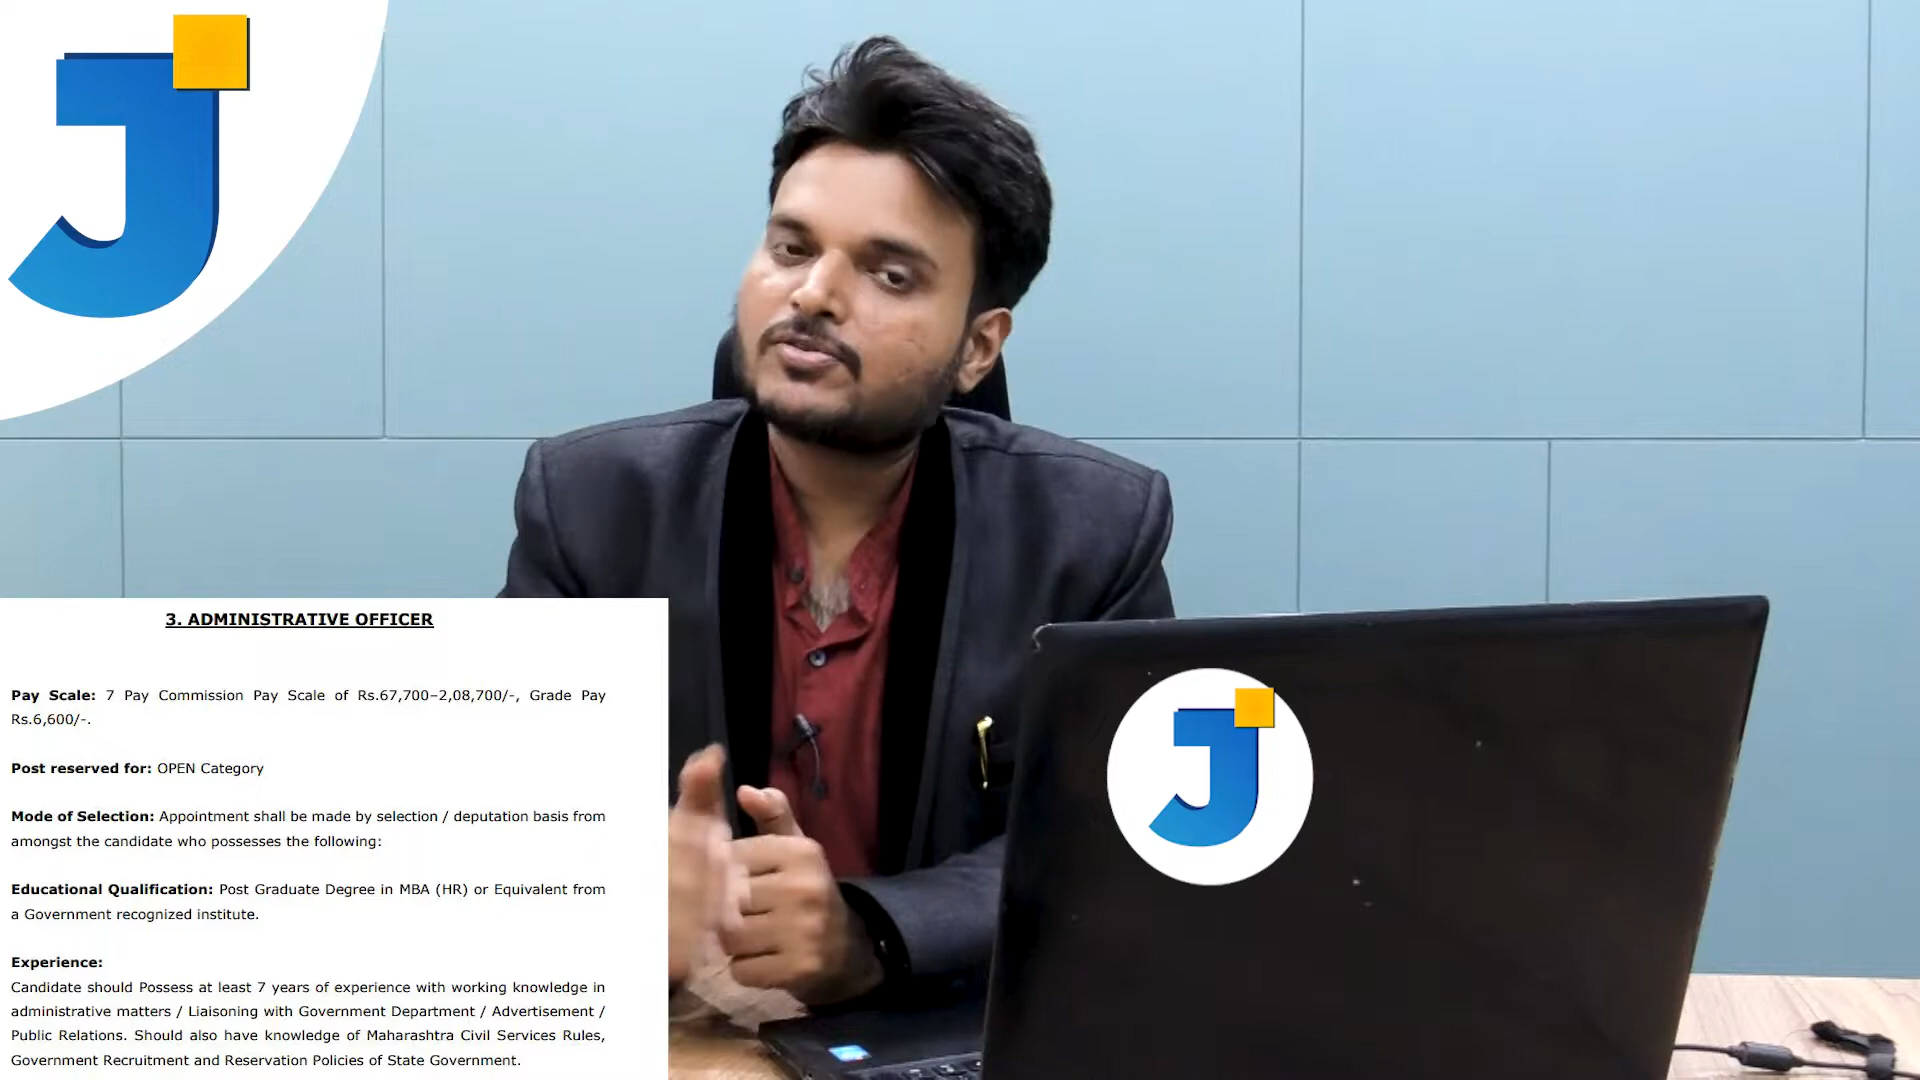 J
3. ADMINISTRATIVE OFFICER
Pay Scale: 7 Pay Commission Pay Scale of Rs.67,700–2,08,700/-, Grade Pay
Rs.6,600/-.
Post reserved for: OPEN Category
Mode of Selection: Appointment shall be made by selection / deputation basis from
amongst the candidate who possesses the following:
Educational Qualification: Post Graduate Degree in MBA (HR) or Equivalent from
a Government recognized institute.
Experience:
Candidate should Possess at least 7 years of experience with working knowledge in
administrative matters / Liaisoning with Government Department / Advertisement /
Public Relations. Should also have knowledge of Maharashtra Civil Services Rules,
Government Recruitment and Reservation Policies of State Government.
J